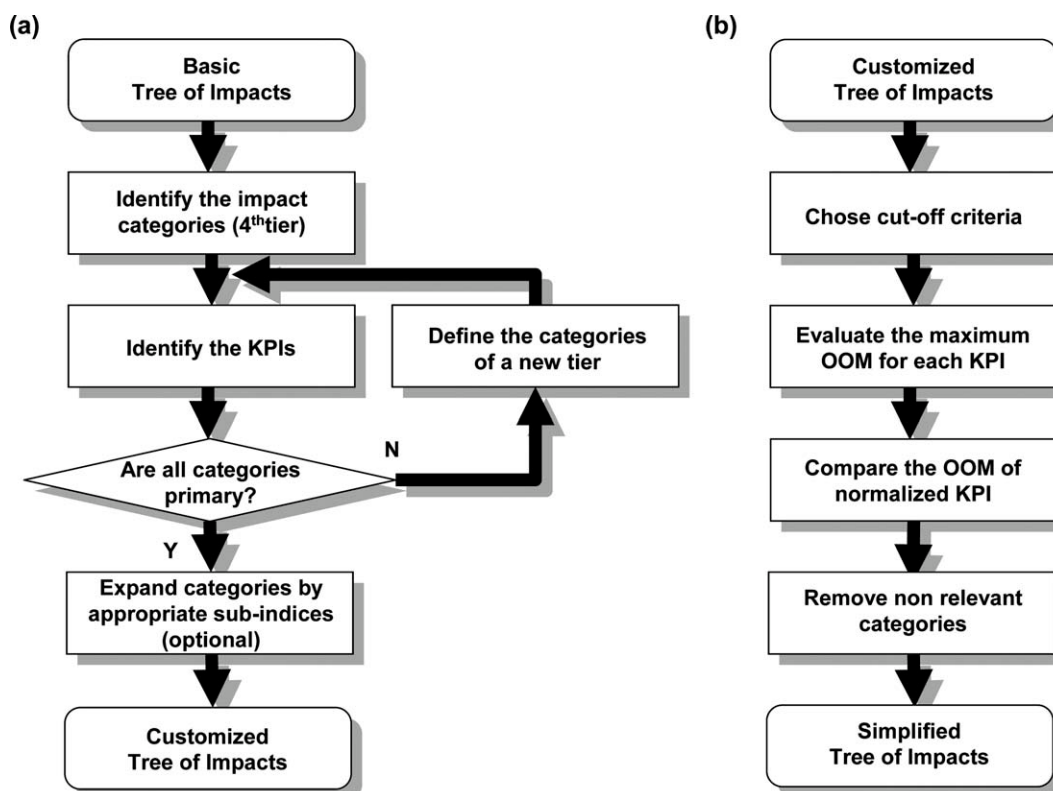 (a)
Basic
Tree of Impacts
Identify the impact
categories (4thtier)
Identify the KPIs
Define the categories
of a new tier
Are all categories
primary?
N
Y
Expand categories by
appropriate sub-indices
(optional)
Customized
Tree of Impacts
(b)
Customized
Tree of Impacts
Chose cut-off criteria
Evaluate the maximum
OOM for each KPI
Compare the OOM of
normalized KPI
Remove non relevant
categories
Simplified
Tree of Impacts